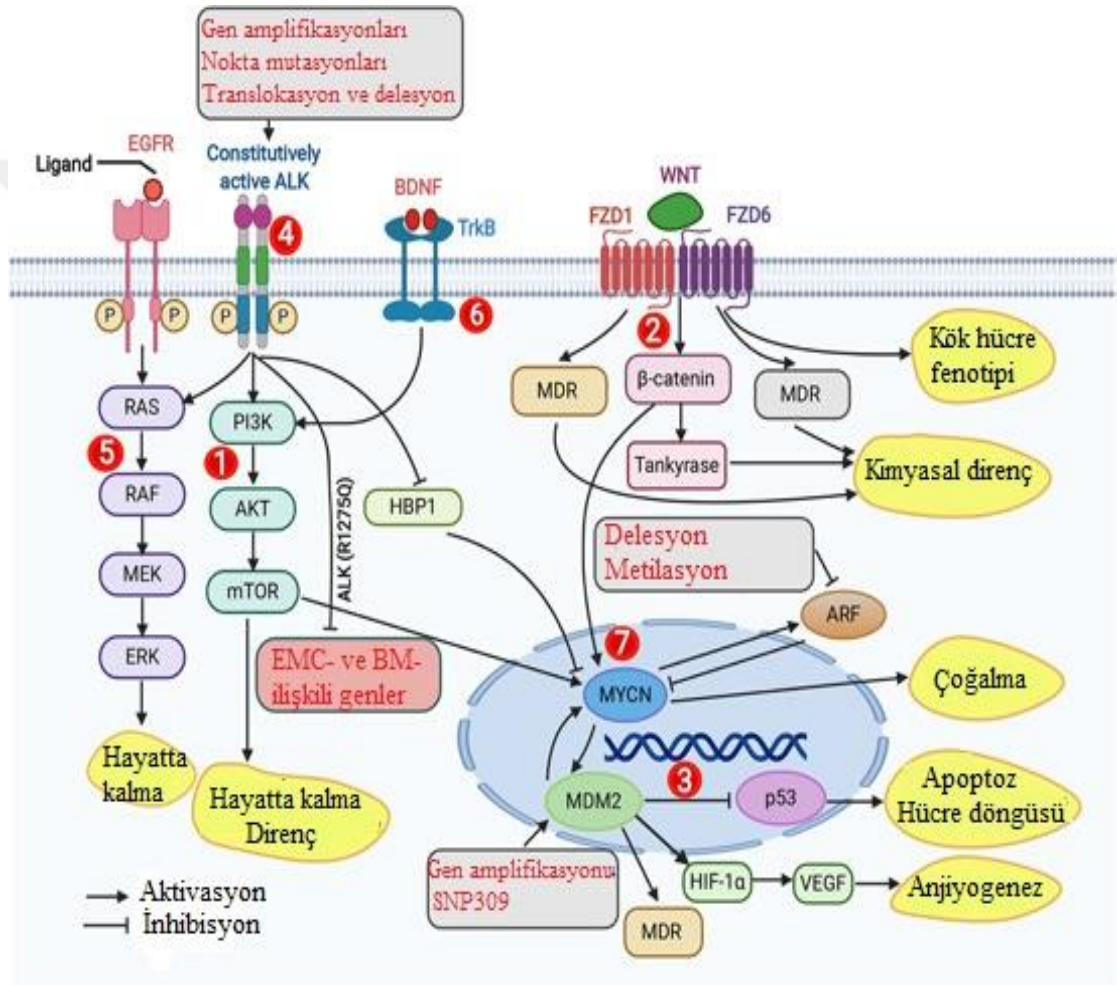 Gen amplifikasyonları
Nokta mutasyonları
Translokasyon ve delesyon
EGFR
Ligand
Constitutively
active ALK
BDNF
TrkB
WNT
FZD1
FZD6
4
P
P
P
P
6
2
MDR
β-catenin
MDR
Kök hücre
fenotipi
RAS
PI3K
5
1
Tankyrase
Kımyasal direnç
RAF
AKT
HBP1
ALK (R1275Q)
Delesyon
Metilasyon
MEK
mTOR
ARF
ERK
EMC- ve BM-
ilişkili genler
7
MYCN
Çoğalma
Hayatta
kalma
Hayatta kalma
Direnç
3
MDM2
p53
Apoptoz
Hücre döngüsü
Gen amplifikasyonu
SNP309
HIF-1α
VEGF
Anjiyogenez
MDR
Aktivasyon
İnhibisyon